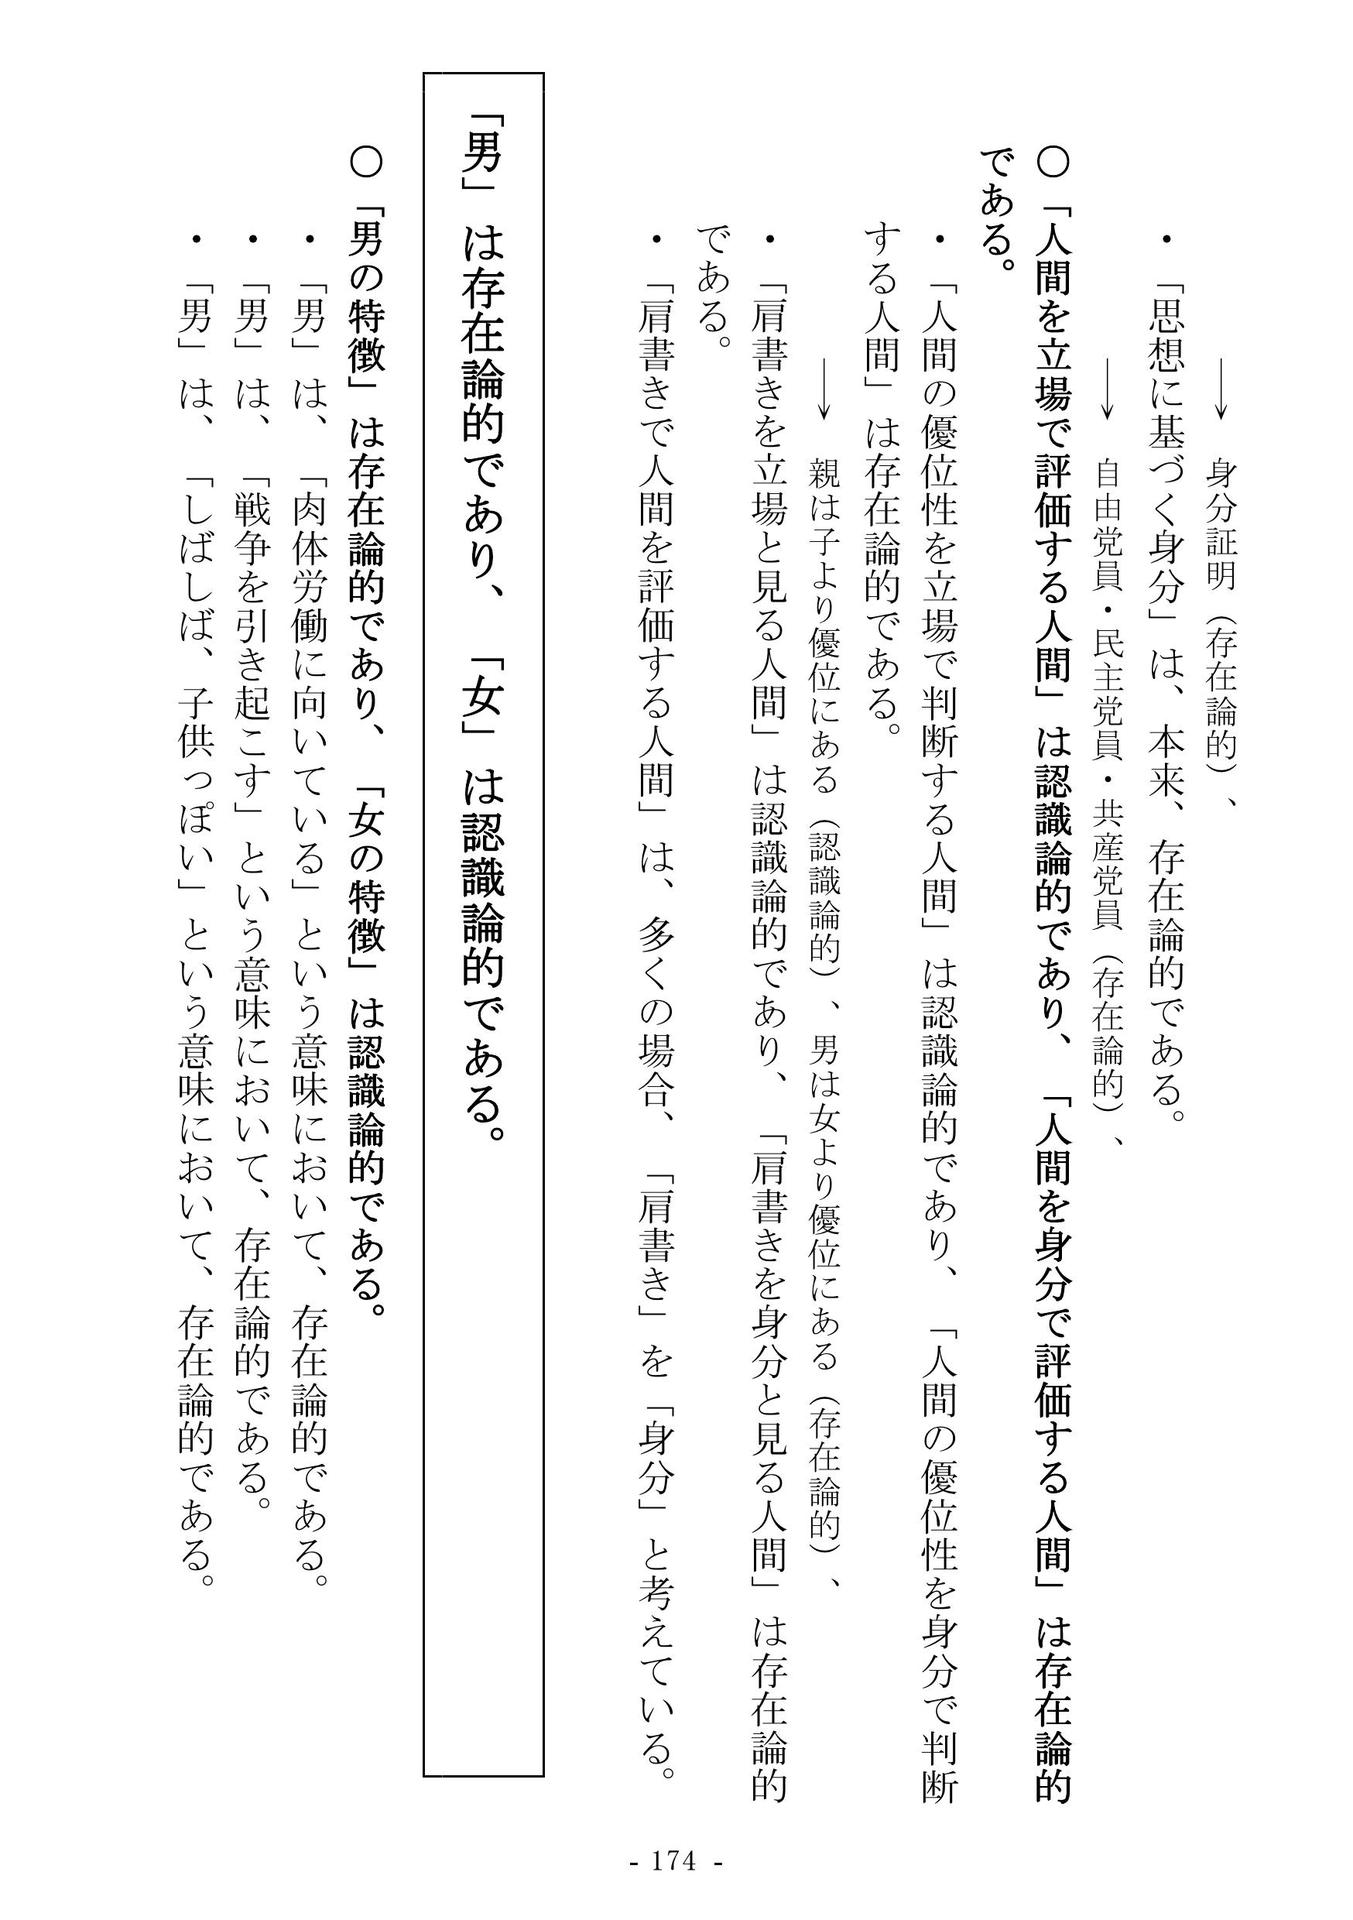 → 身分証明（存在論的）、
・「思想に基づく身分」は、本来、存在論的である。
→ 自由党員・民主党員・共産党員（存在論的）、
○「人間を立場で評価する人間」は認識論的であり、「人間を身分で評価する人間」は存在論的
である。
・「人間の優位性を立場で判断する人間」は認識論的であり、「人間の優位性を身分で判断
する人間」は存在論的である。
→ 親は子より優位にある（認識論的）、男は女より優位にある（存在論的）、
・「肩書きを立場と見る人間」は認識論的であり、「肩書きを身分と見る人間」は存在論的
である。
・「肩書きで人間を評価する人間」は、多くの場合、「肩書き」を「身分」と考えている。
「男」は存在論的であり、「女」は認識論的である。
○「男の特徴」は存在論的であり、「女の特徴」は認識論的である。
・「男」は、「肉体労働に向いている」という意味において、存在論的である。
・「男」は、「戦争を引き起こす」という意味において、存在論的である。
・「男」は、「しばしば、子供っぽい」という意味において、存在論的である。
- 174 -